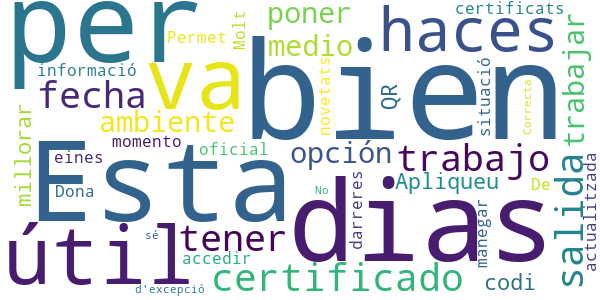 per
bien
dias
Esta
útil
va
haces
certificado
trabajo
tener
fecha
salida
ambiente
opción
medio
poner
trabajar
certificats
Permet
Molt
informació
novetats
QR
situació
Correcta
millorar
momento
oficial
eines
Dona
No
Apliqueu
De
darreres
manegar
actualitzada
sé
accedir
d'excepció
codi